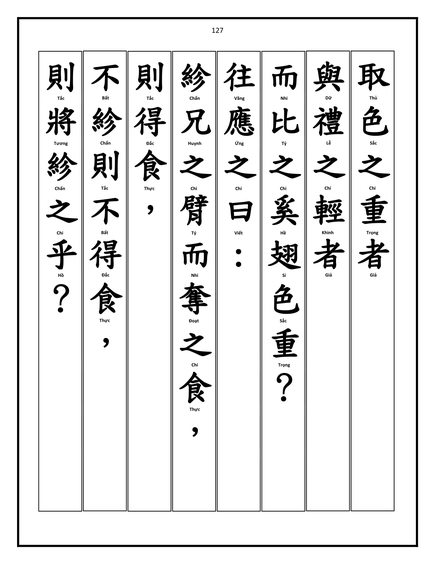 127
取色之重者
Thủ Sắc Chi Trọng Giả
與禮之輕者
Dữ Lễ Chi Khinh Giả
而比之奚翅色重?
Nhi Tỷ Chi Hề Sí Sắc Trọng
往應之曰:
Vãng Ứng Chi Viết
紾兄之臂而奪之食,
Chẩn Huynh Chi Tý Nhi Đoạt Chi Thực
則得食,
Tắc Đắc Thực
不紾則不得食,
Bất Chẩn Tắc Bất Đắc Thực
則將紾之乎?
Tắc Tương Chẩn Chi Hồ